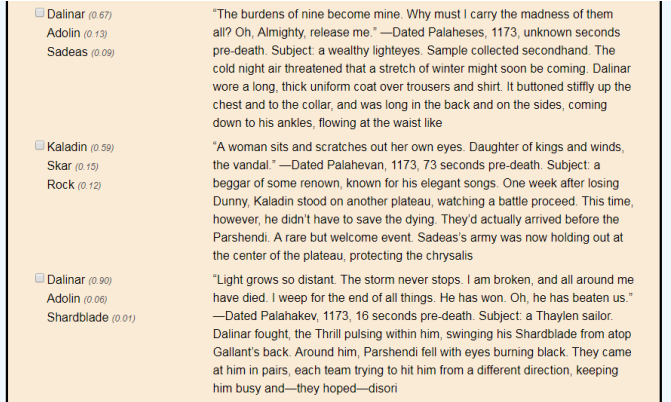 Dalinar (0.67)
Adolin (0.13)
Sadeas (0.09)
“The burdens of nine become mine. Why must I carry the madness of them
all? Oh, Almighty, release me.” —Dated Palaheses, 1173, unknown seconds
pre-death. Subject: a wealthy lighteyes. Sample collected secondhand. The
cold night air threatened that a stretch of winter might soon be coming. Dalinar
wore a long, thick uniform coat over trousers and shirt. It buttoned stiffly up the
chest and to the collar, and was long in the back and on the sides, coming
down to his ankles, flowing at the waist like
Kaladin (0.59)
Skar (0.15)
Rock (0.12)
“A woman sits and scratches out her own eyes. Daughter of kings and winds,
the vandal.” —Dated Palahevan, 1173, 73 seconds pre-death. Subject: a
beggar of some renown, known for his elegant songs. One week after losing
Dunny, Kaladin stood on another plateau, watching a battle proceed. This time,
however, he didn’t have to save the dying. They’d actually arrived before the
Parshendi. A rare but welcome event. Sadeas’s army was now holding out at
the center of the plateau, protecting the chrysalis
Dalinar (0.90)
Adolin (0.06)
Shardblade (0.01)
“Light grows so distant. The storm never stops. I am broken, and all around me
have died. I weep for the end of all things. He has won. Oh, he has beaten us.”
—Dated Palahakev, 1173, 16 seconds pre-death. Subject: a Thaylen sailor.
Dalinar fought, the Thrill pulsing within him, swinging his Shardblade from atop
Gallant’s back. Around him, Parshendi fell with eyes burning black. They came
at him in pairs, each team trying to hit him from a different direction, keeping
him busy and—they hoped—disori